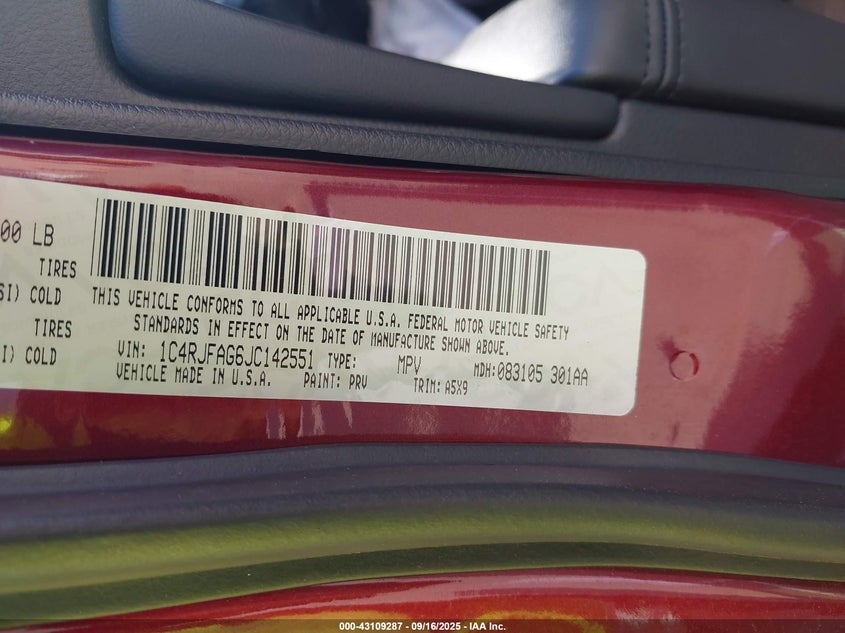 00 LB
TIRES
SI) COLD
TIRES
I) COLD
THIS VEHICLE CONFORMS TO ALL APPLICABLE U.S.A. FEDERAL MOTOR VEHICLE SAFETY
STANDARDS IN EFFECT ON THE DATE OF MANUFACTURE SHOWN ABOVE.
VIN: 1C4RJFAG6JC142551 TYPE: MPV MDH:083105 301AA
VEHICLE MADE IN U.S.A. PAINT: PRV TRIM: A5X9
000-43109287 - 09/16/2025 - IAA Inc.